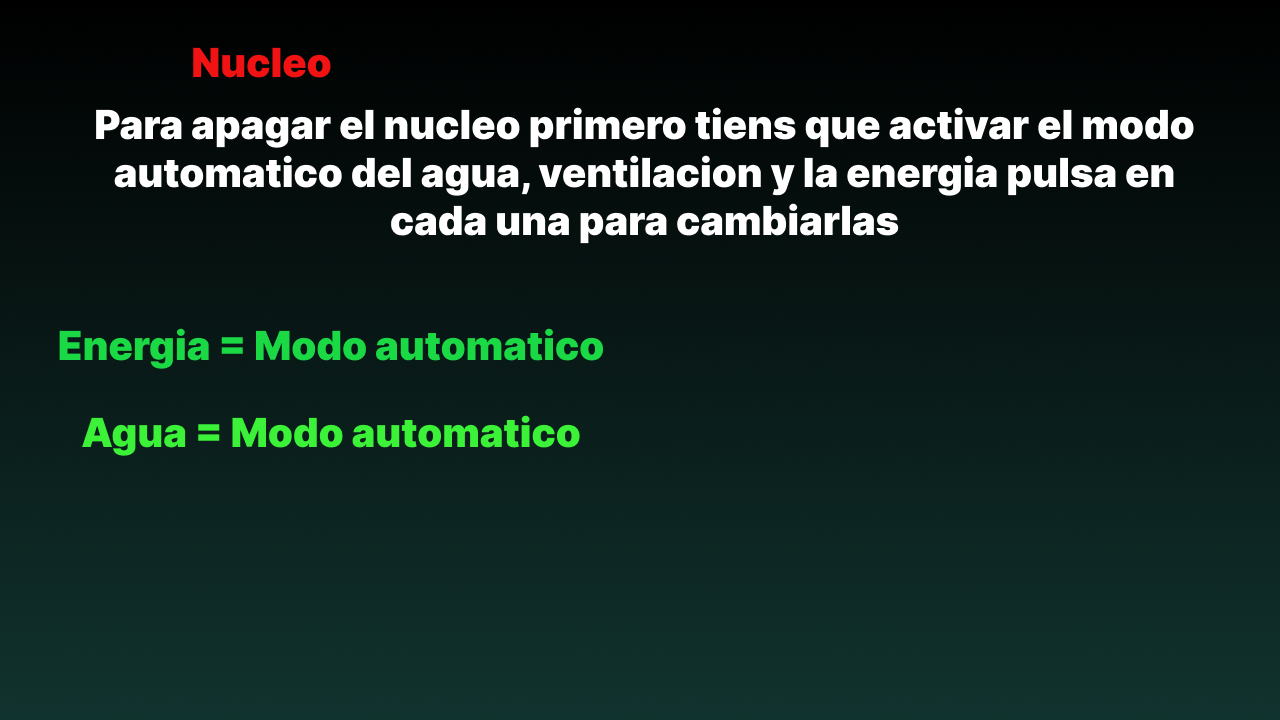 Nucleo
Para apagar el nucleo primero tiens que activar el modo
automatico del agua, ventilacion y la energia pulsa en
cada una para cambiarlas
Energia = Modo automatico
Agua = Modo automatico